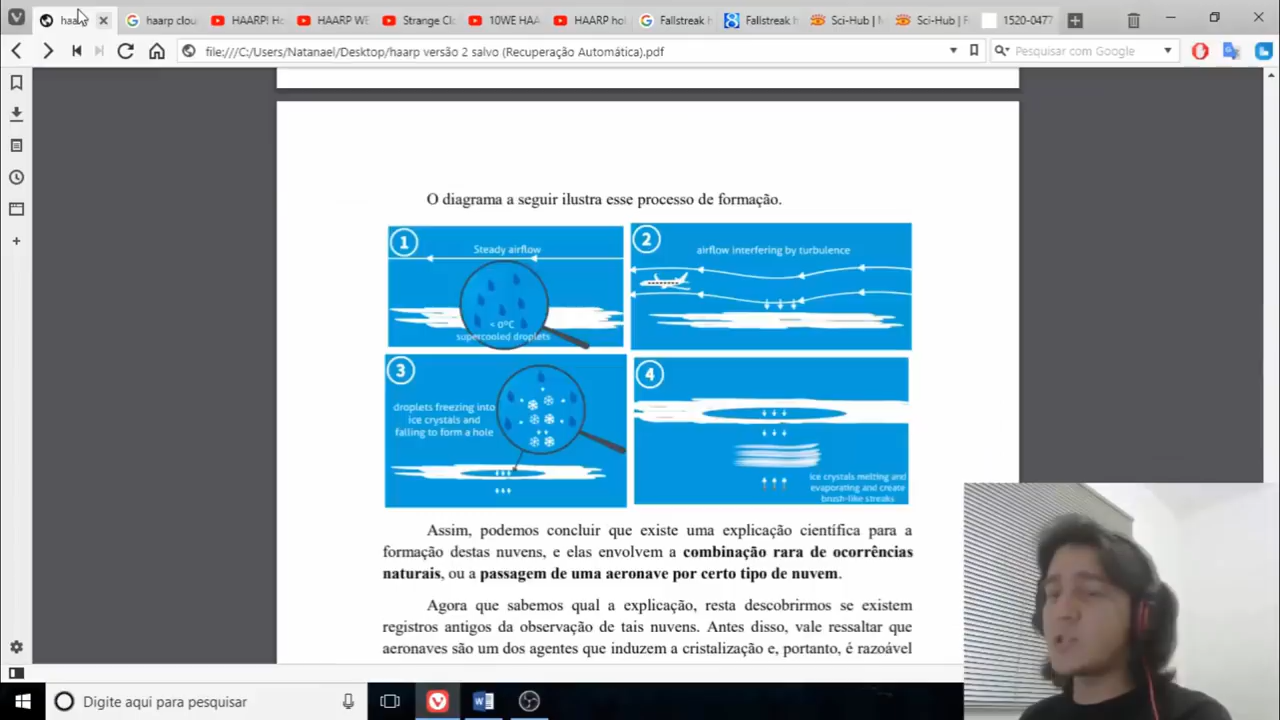 haarp
haarp clou
HAARP! Ho
HAARP WE
Strange Cl
10WE HAA
HAARP hol
Fallstreak h
Fallstreak h
Sci-Hub | M
Sci-Hub | F
1520-0477
file:///C:/Users/Natanael/Desktop/haarp versão 2 salvo (Recuperação Automática).pdf
Pesquisar com Google
O diagrama a seguir ilustra esse processo de formação.
1
Steady airflow
< 0°C
supercooled droplets
2
airflow interfering by turbulence
3
droplets freezing into
ice crystals and
falling to form a hole
4
ice crystals melting and
evaporating and create
brush-like streaks
Assim, podemos concluir que existe uma explicação científica para a
formação destas nuvens, e elas envolvem a combinação rara de ocorrências
naturais, ou a passagem de uma aeronave por certo tipo de nuvem.
Agora que sabemos qual a explicação, resta descobrirmos se existem
registros antigos da observação de tais nuvens. Antes disso, vale ressaltar que
aeronaves são um dos agentes que induzem a cristalização e, portanto, é razoável
Digite aqui para pesquisar